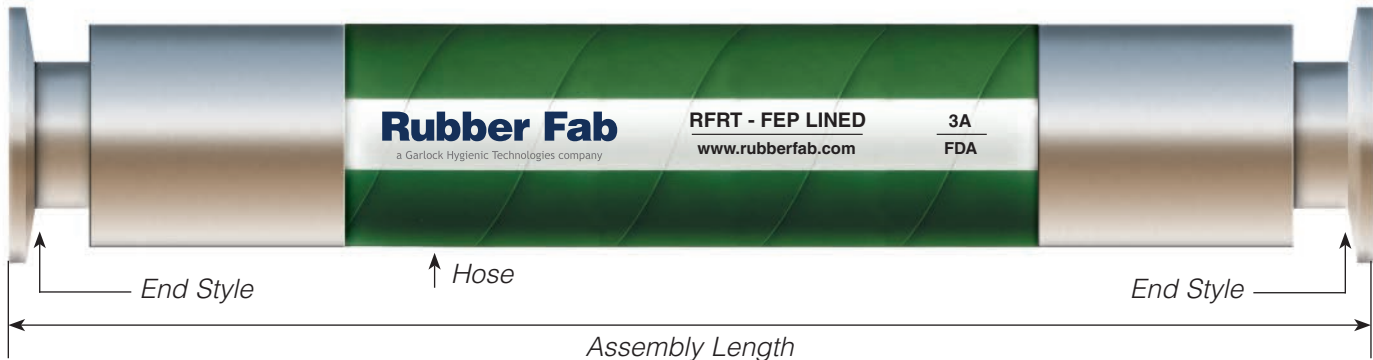 Rubber Fab
a Garlock Hygienic Technologies company
RFRT - FEP LINED
www.rubberfab.com
3A
FDA
End Style
Hose
End Style
Assembly Length